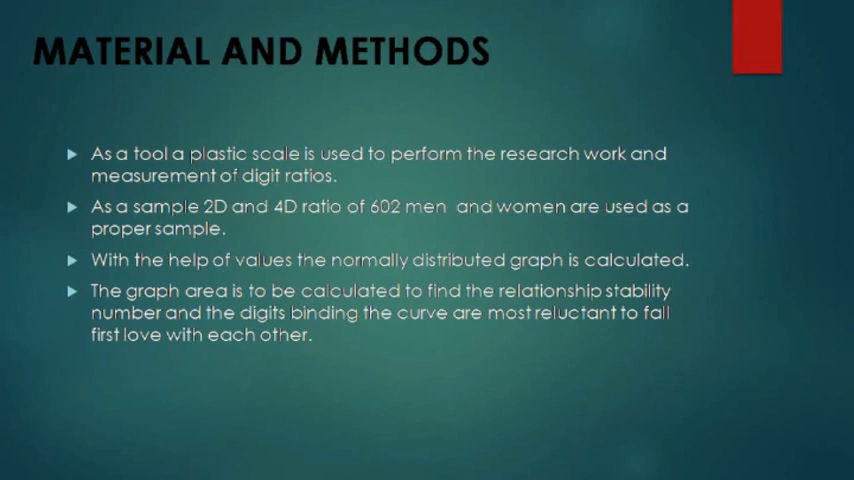 MATERIAL AND METHODS
As a tool a plastic scale is used to perform the research work and
measurement of digit ratios.
As a sample 2D and 4D ratio of 602 men and women are used as a
proper sample.
With the help of values the normally distributed graph is calculated.
The graph area is to be calculated to find the relationship stability
number and the digits binding the curve are most reluctant to fall
first love with each other.